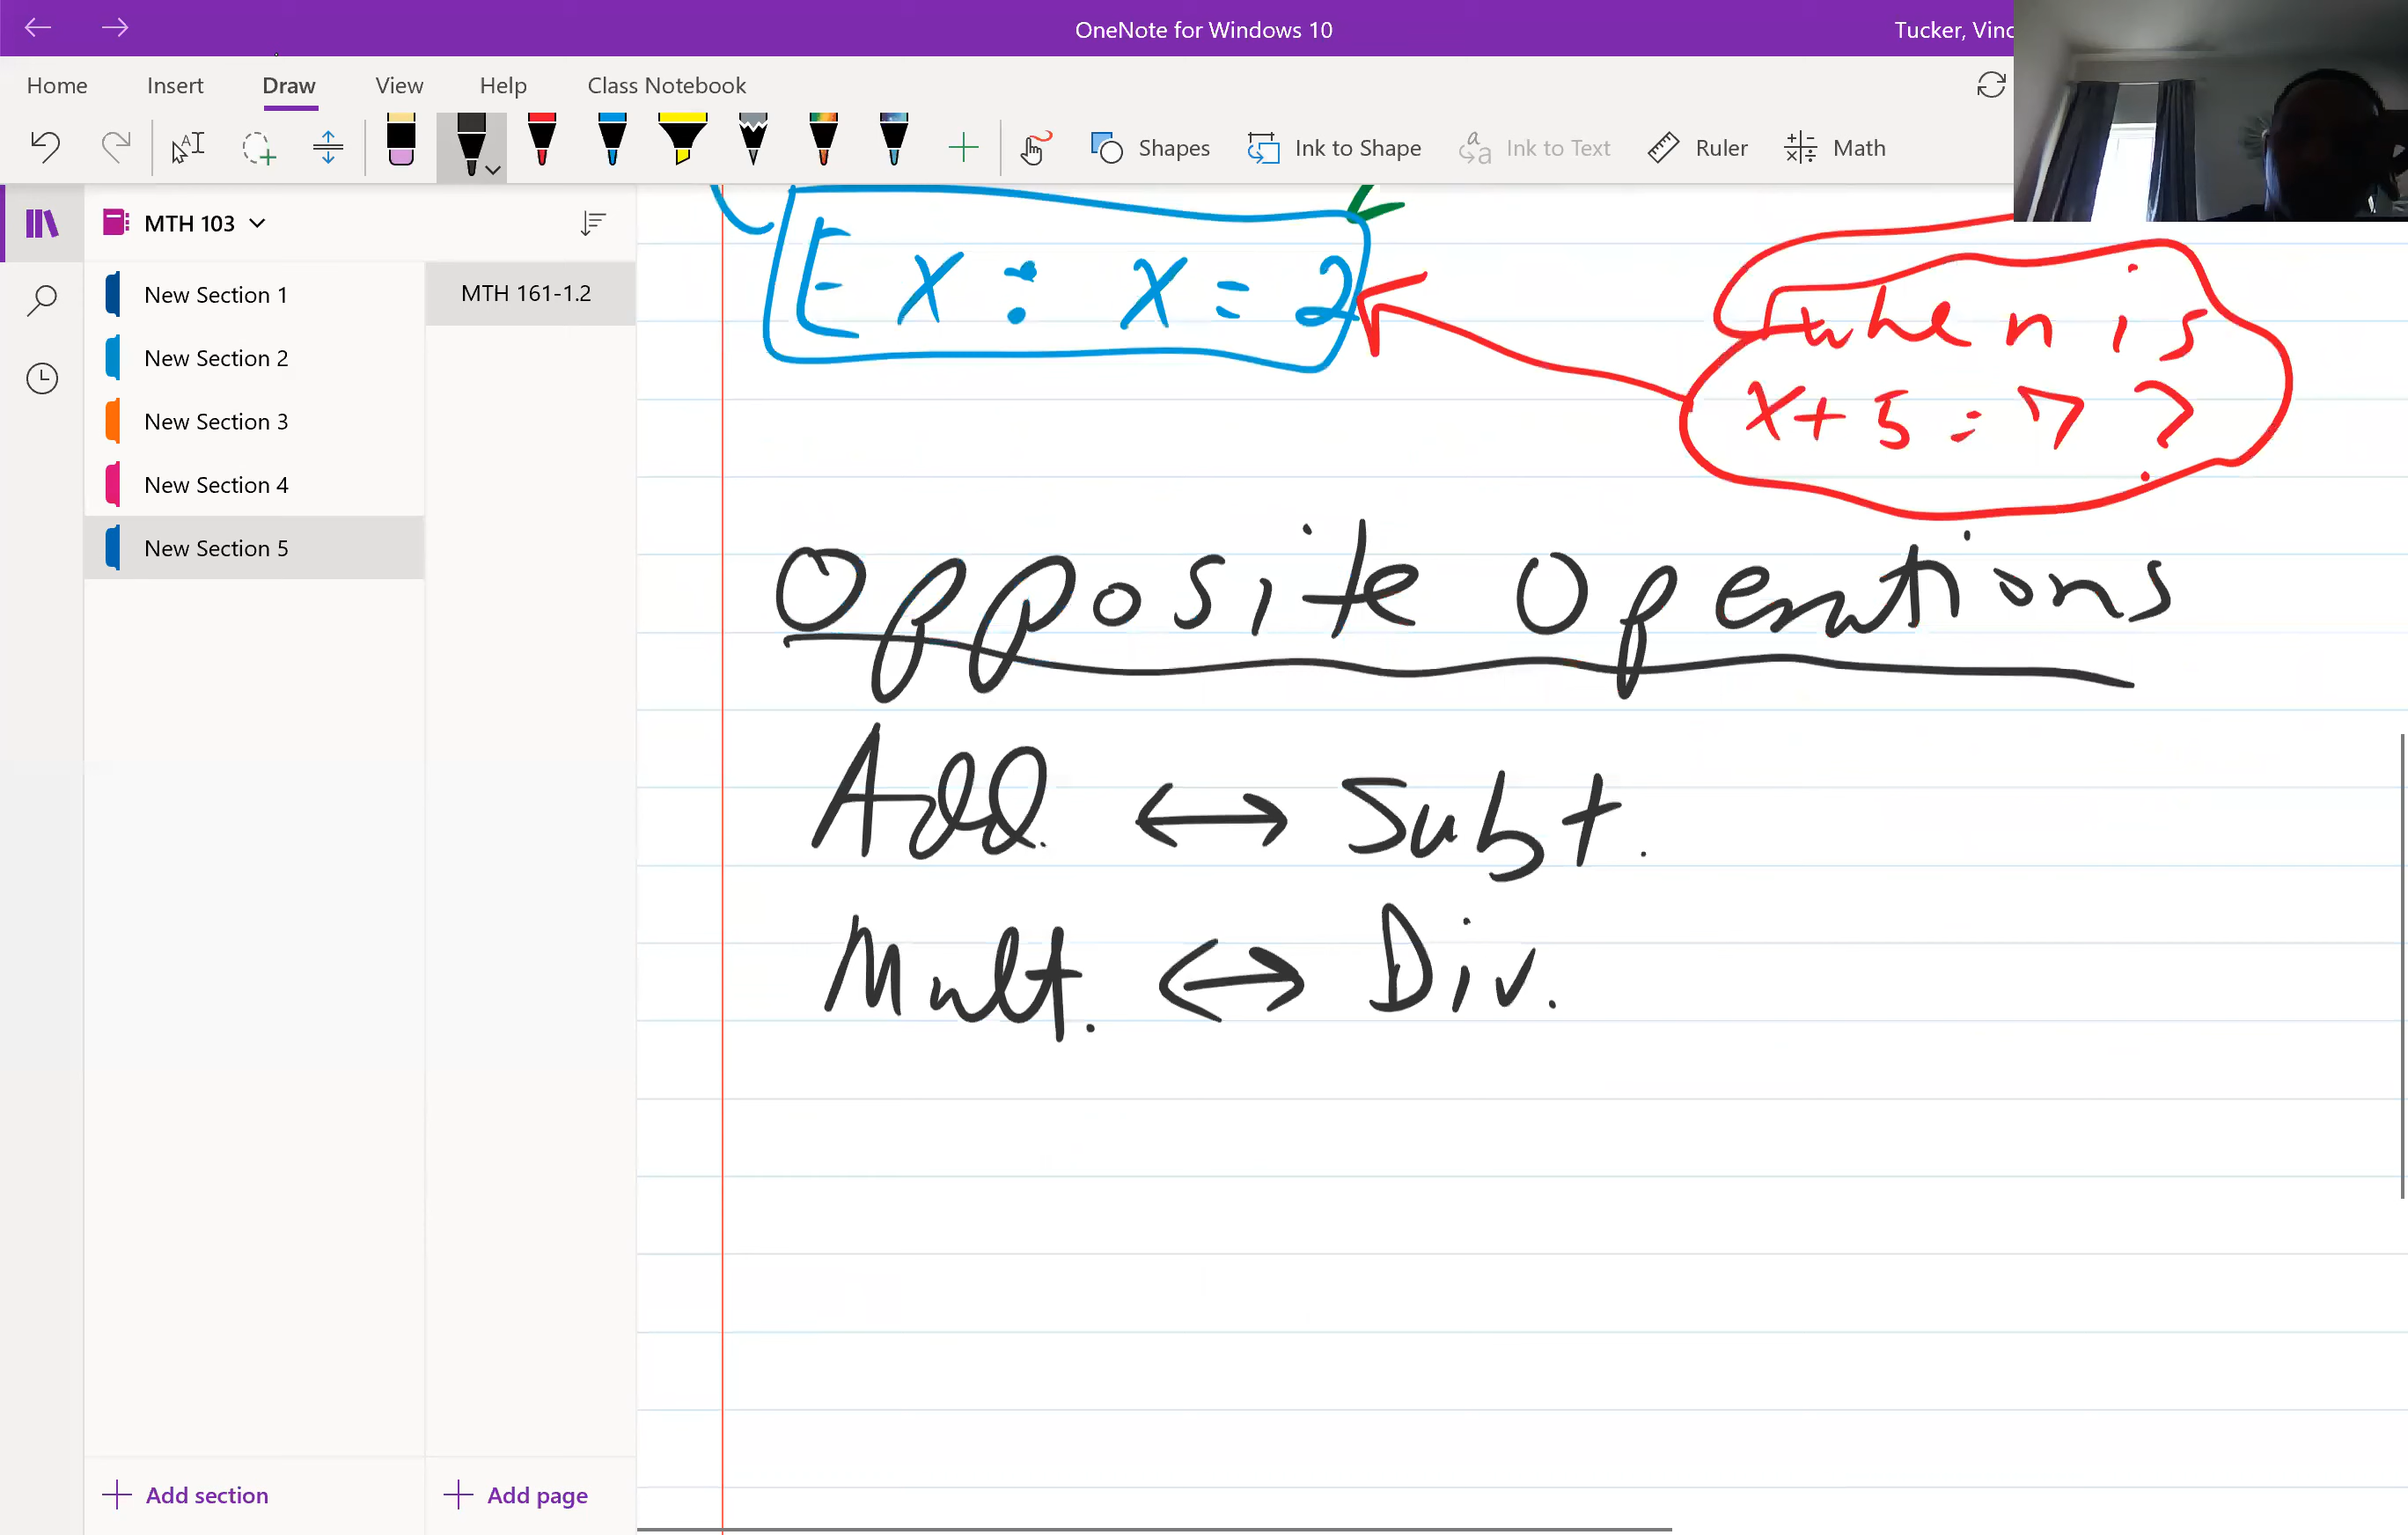 OneNote for Windows 10
Tucker, Vinc
Home Insert Draw View Help Class Notebook
Shapes Ink to Shape Ink to Text Ruler Math
MTH 103
New Section 1
New Section 2
New Section 3
New Section 4
New Section 5
MTH 161-1.2
Ex: x = 2
when is
x + 5 = 7 ?
Opposite Operations
Add. ↔ Subt.
Mult. ↔ Div.
+ Add section
+ Add page